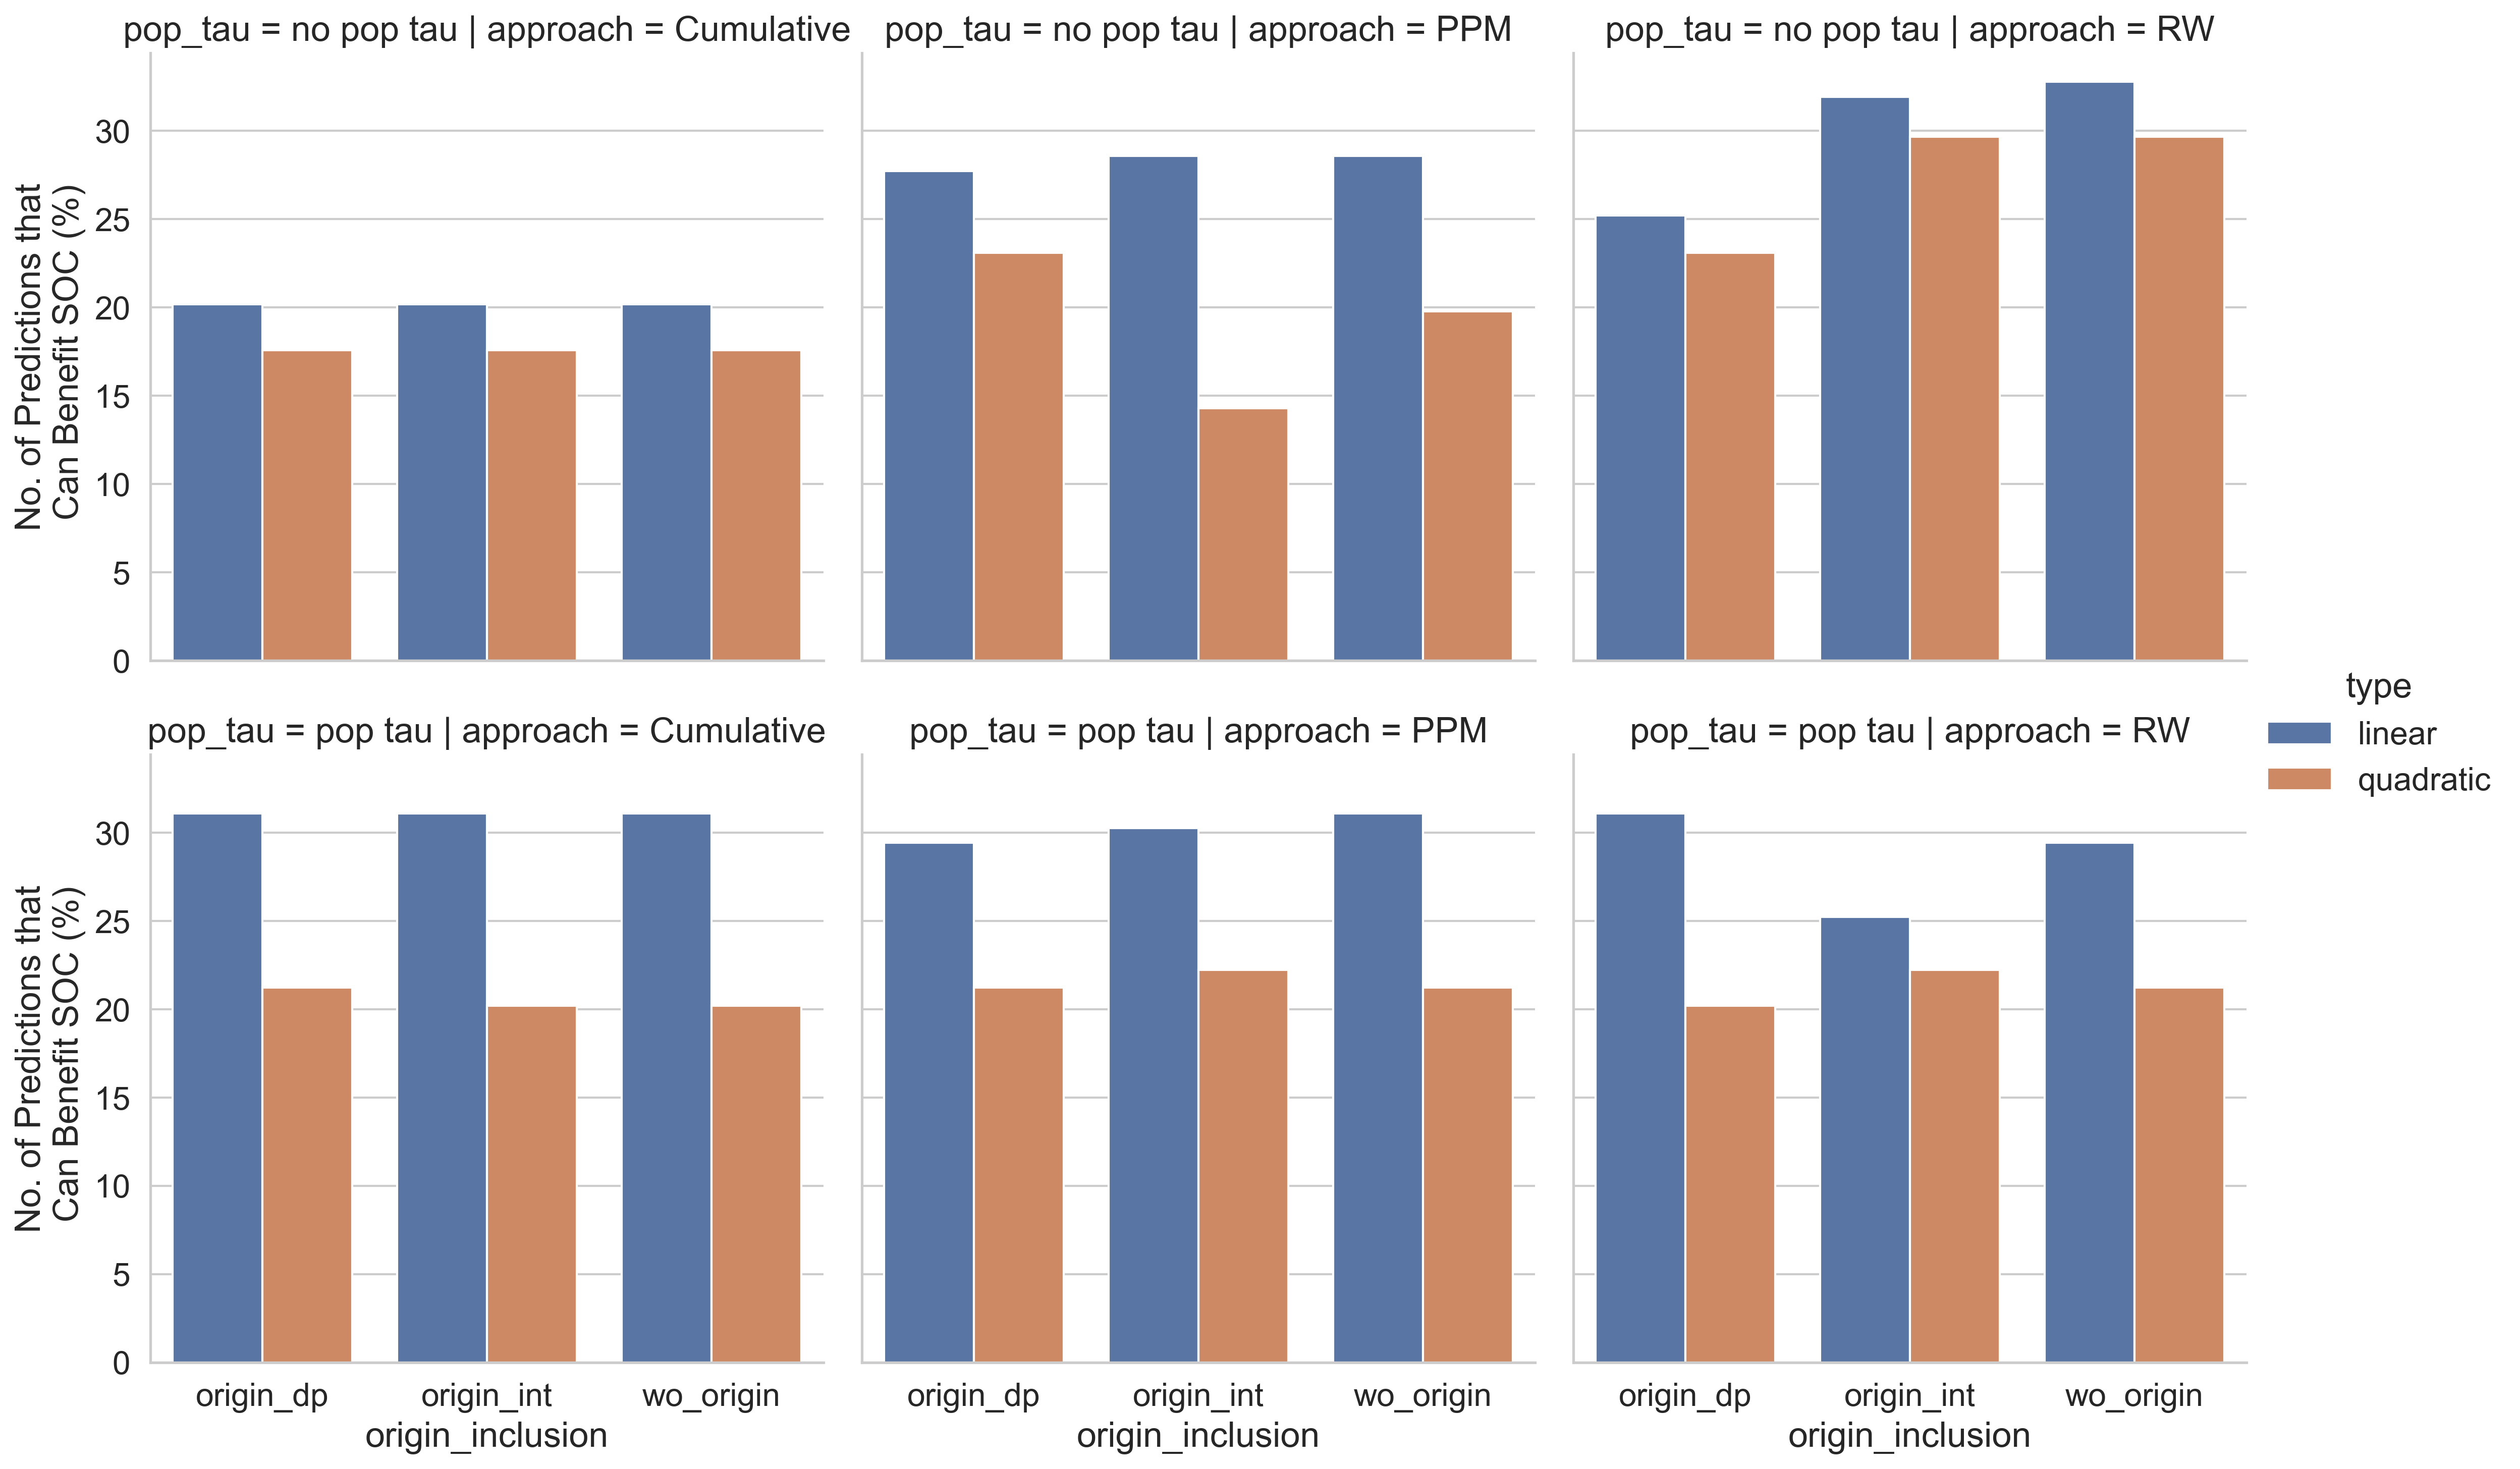 pop_tau = no pop tau | approach = Cumulative
pop_tau = no pop tau | approach = PPM
pop_tau = no pop tau | approach = RW
No. of Predictions that
Can Benefit SOC (%)
30
25
20
15
10
5
0
type
linear
quadratic
pop_tau = pop tau | approach = Cumulative
pop_tau = pop tau | approach = PPM
pop_tau = pop tau | approach = RW
No. of Predictions that
Can Benefit SOC (%)
30
25
20
15
10
5
0
origin_dp origin_int wo_origin
origin_inclusion
origin_dp origin_int wo_origin
origin_inclusion
origin_dp origin_int wo_origin
origin_inclusion